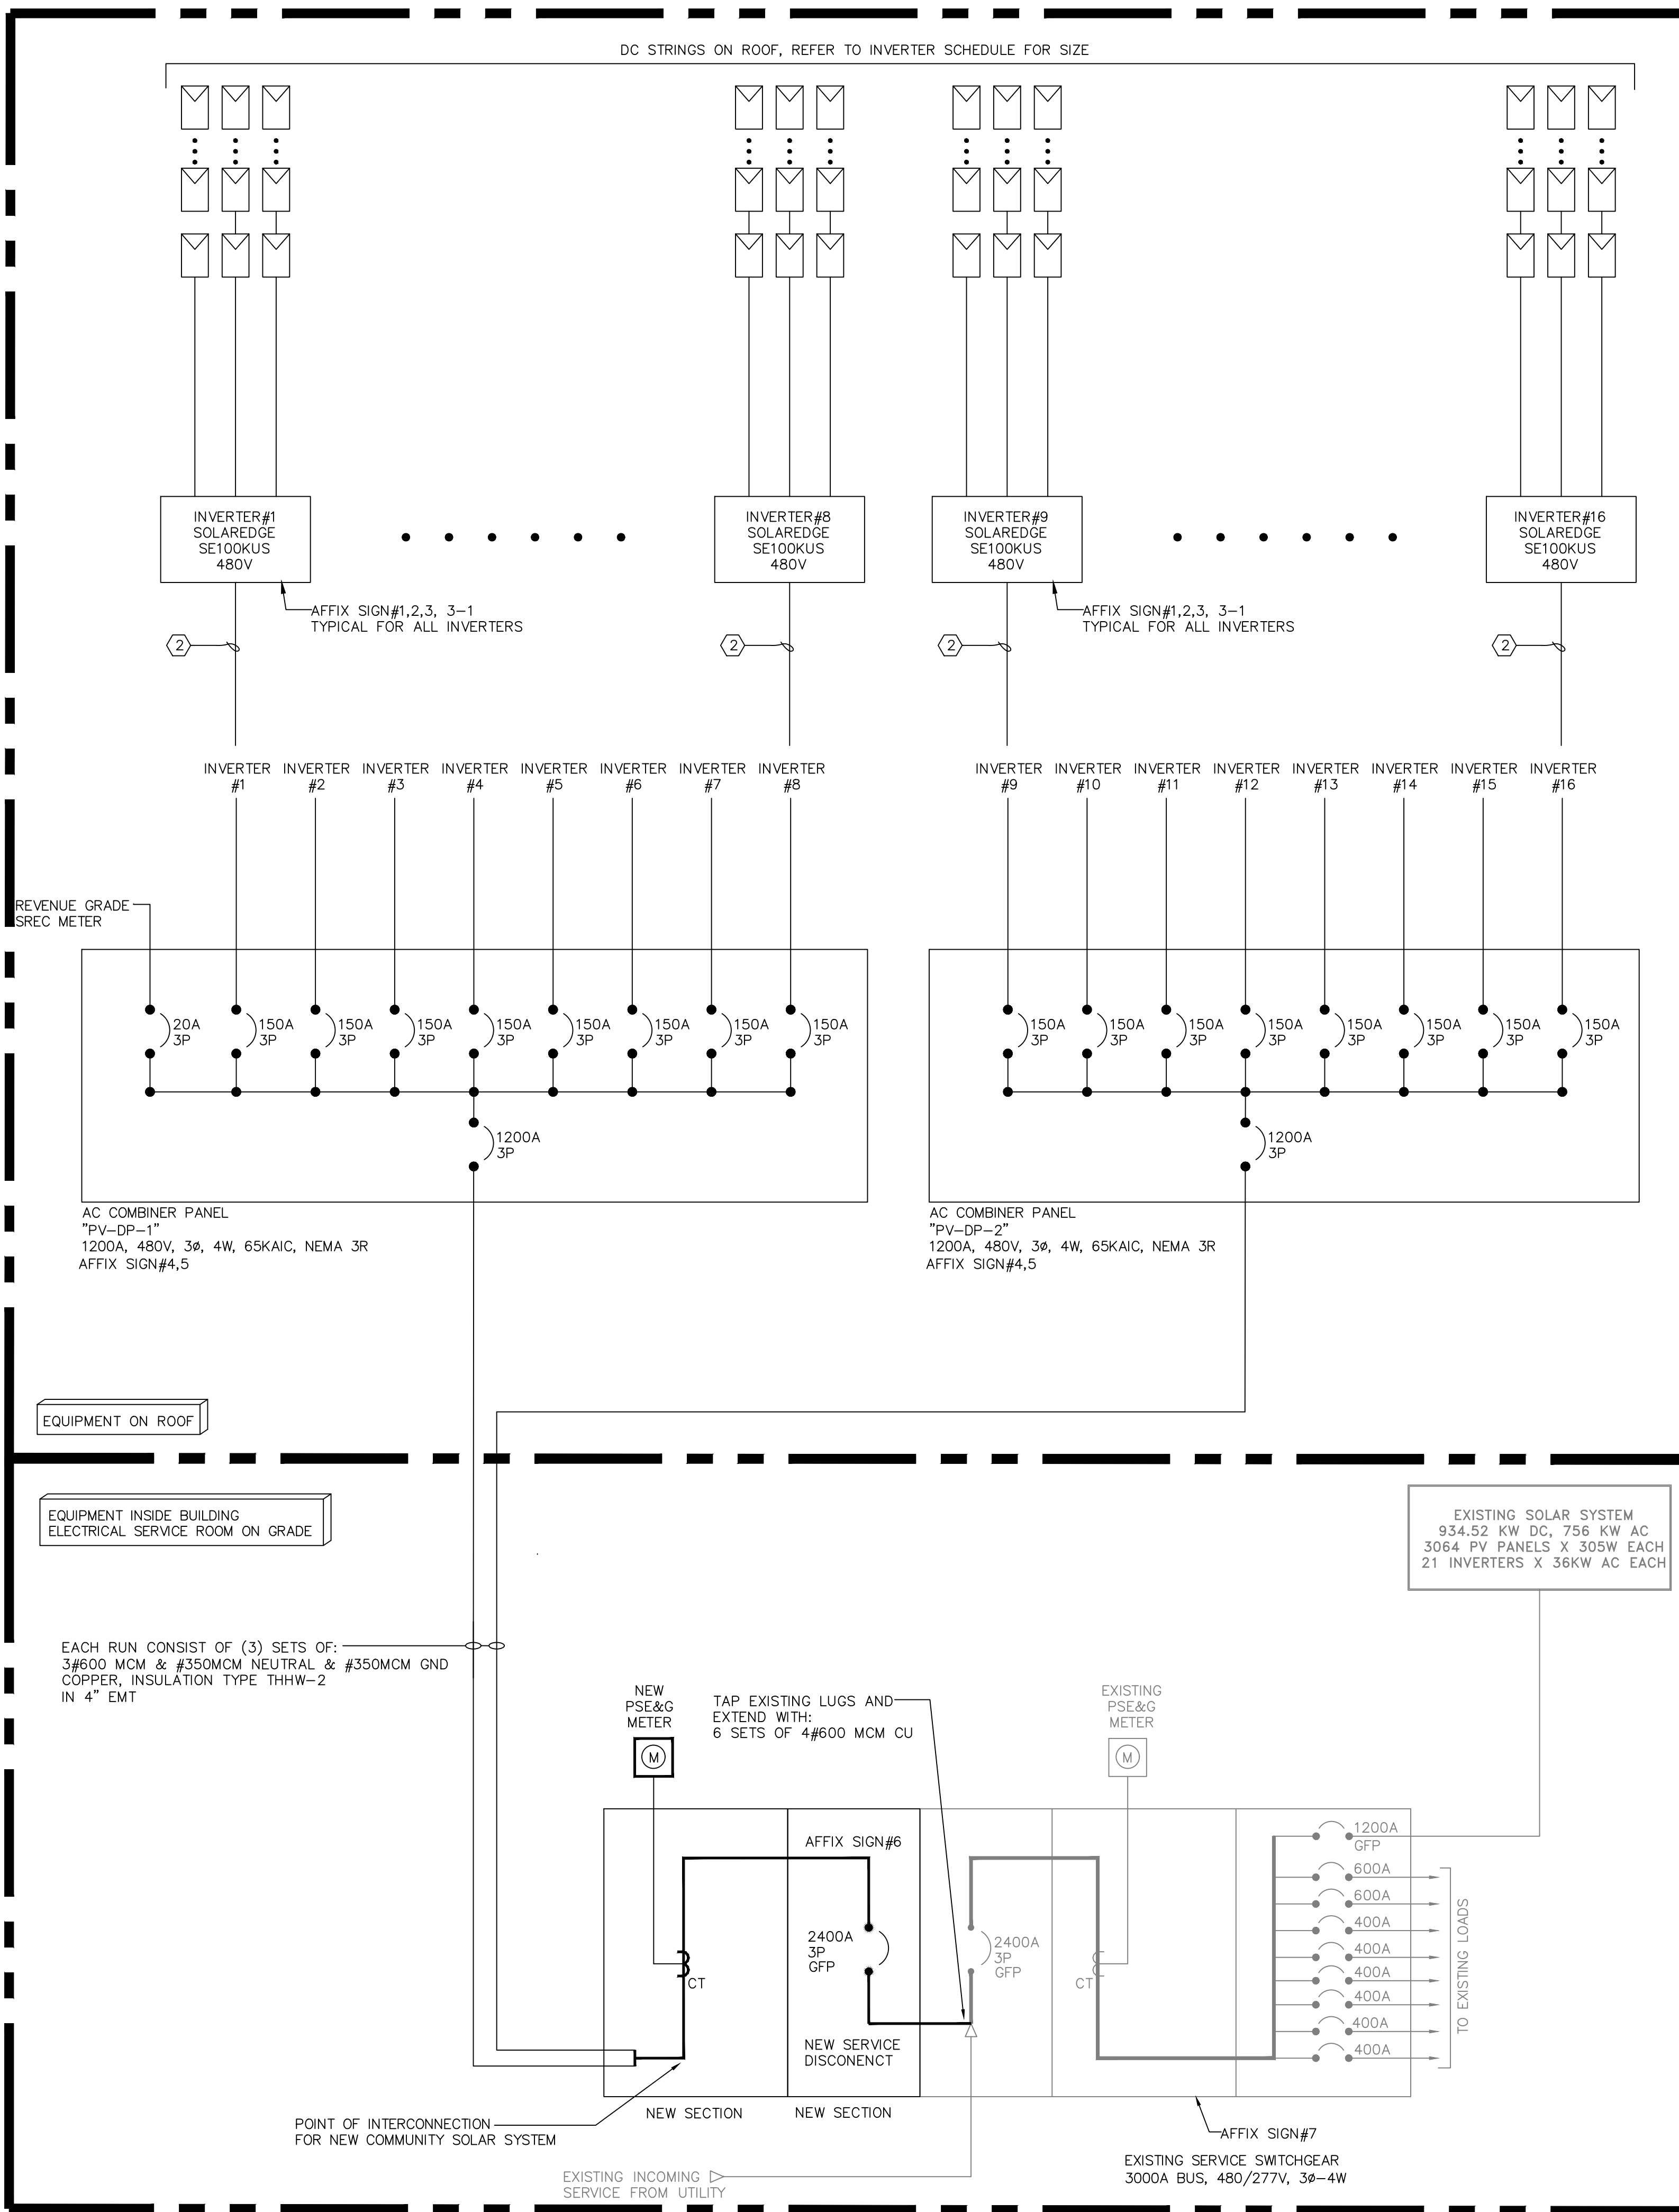 DC STRINGS ON ROOF, REFER TO INVERTER SCHEDULE FOR SIZE
INVERTER#1
SOLAREDGE
SE100KUS
480V
INVERTER#8
SOLAREDGE
SE100KUS
480V
INVERTER#9
SOLAREDGE
SE100KUS
480V
INVERTER#16
SOLAREDGE
SE100KUS
480V
AFFIX SIGN#1,2,3, 3-1
TYPICAL FOR ALL INVERTERS
AFFIX SIGN#1,2,3, 3-1
TYPICAL FOR ALL INVERTERS
2
2
2
2
INVERTER
#1
INVERTER
#2
INVERTER
#3
INVERTER
#4
INVERTER
#5
INVERTER
#6
INVERTER
#7
INVERTER
#8
INVERTER
#9
INVERTER
#10
INVERTER
#11
INVERTER
#12
INVERTER
#13
INVERTER
#14
INVERTER
#15
INVERTER
#16
REVENUE GRADE
SREC METER
20A
3P
150A
3P
150A
3P
150A
3P
150A
3P
150A
3P
150A
3P
150A
3P
150A
3P
1200A
3P
150A
3P
150A
3P
150A
3P
150A
3P
150A
3P
150A
3P
150A
3P
150A
3P
1200A
3P
AC COMBINER PANEL
"PV-DP-1"
1200A, 480V, 3ø, 4W, 65KAIC, NEMA 3R
AFFIX SIGN#4,5
AC COMBINER PANEL
"PV-DP-2"
1200A, 480V, 3ø, 4W, 65KAIC, NEMA 3R
AFFIX SIGN#4,5
EQUIPMENT ON ROOF
EQUIPMENT INSIDE BUILDING
ELECTRICAL SERVICE ROOM ON GRADE
EXISTING SOLAR SYSTEM
934.52 KW DC, 756 KW AC
3064 PV PANELS X 305W EACH
21 INVERTERS X 36KW AC EACH
EACH RUN CONSIST OF (3) SETS OF:
3#600 MCM & #350MCM NEUTRAL & #350MCM GND
COPPER, INSULATION TYPE THHW-2
IN 4" EMT
NEW
PSE&G
METER
M
TAP EXISTING LUGS AND
EXTEND WITH:
6 SETS OF 4#600 MCM CU
EXISTING
PSE&G
METER
M
AFFIX SIGN#6
2400A
3P
GFP
CT
NEW SERVICE
DISCONENCT
2400A
3P
GFP
CT
1200A
GFP
600A
600A
400A
400A
400A
400A
400A
400A
TO EXISTING LOADS
NEW SECTION
NEW SECTION
POINT OF INTERCONNECTION
FOR NEW COMMUNITY SOLAR SYSTEM
AFFIX SIGN#7
EXISTING SERVICE SWITCHGEAR
3000A BUS, 480/277V, 3ø-4W
EXISTING INCOMING
SERVICE FROM UTILITY